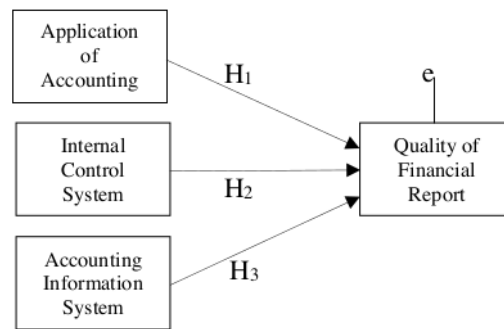 Application
of
Accounting
H1
e
Internal
Control
System
H2
Quality of
Financial
Report
Accounting
Information
System
H3